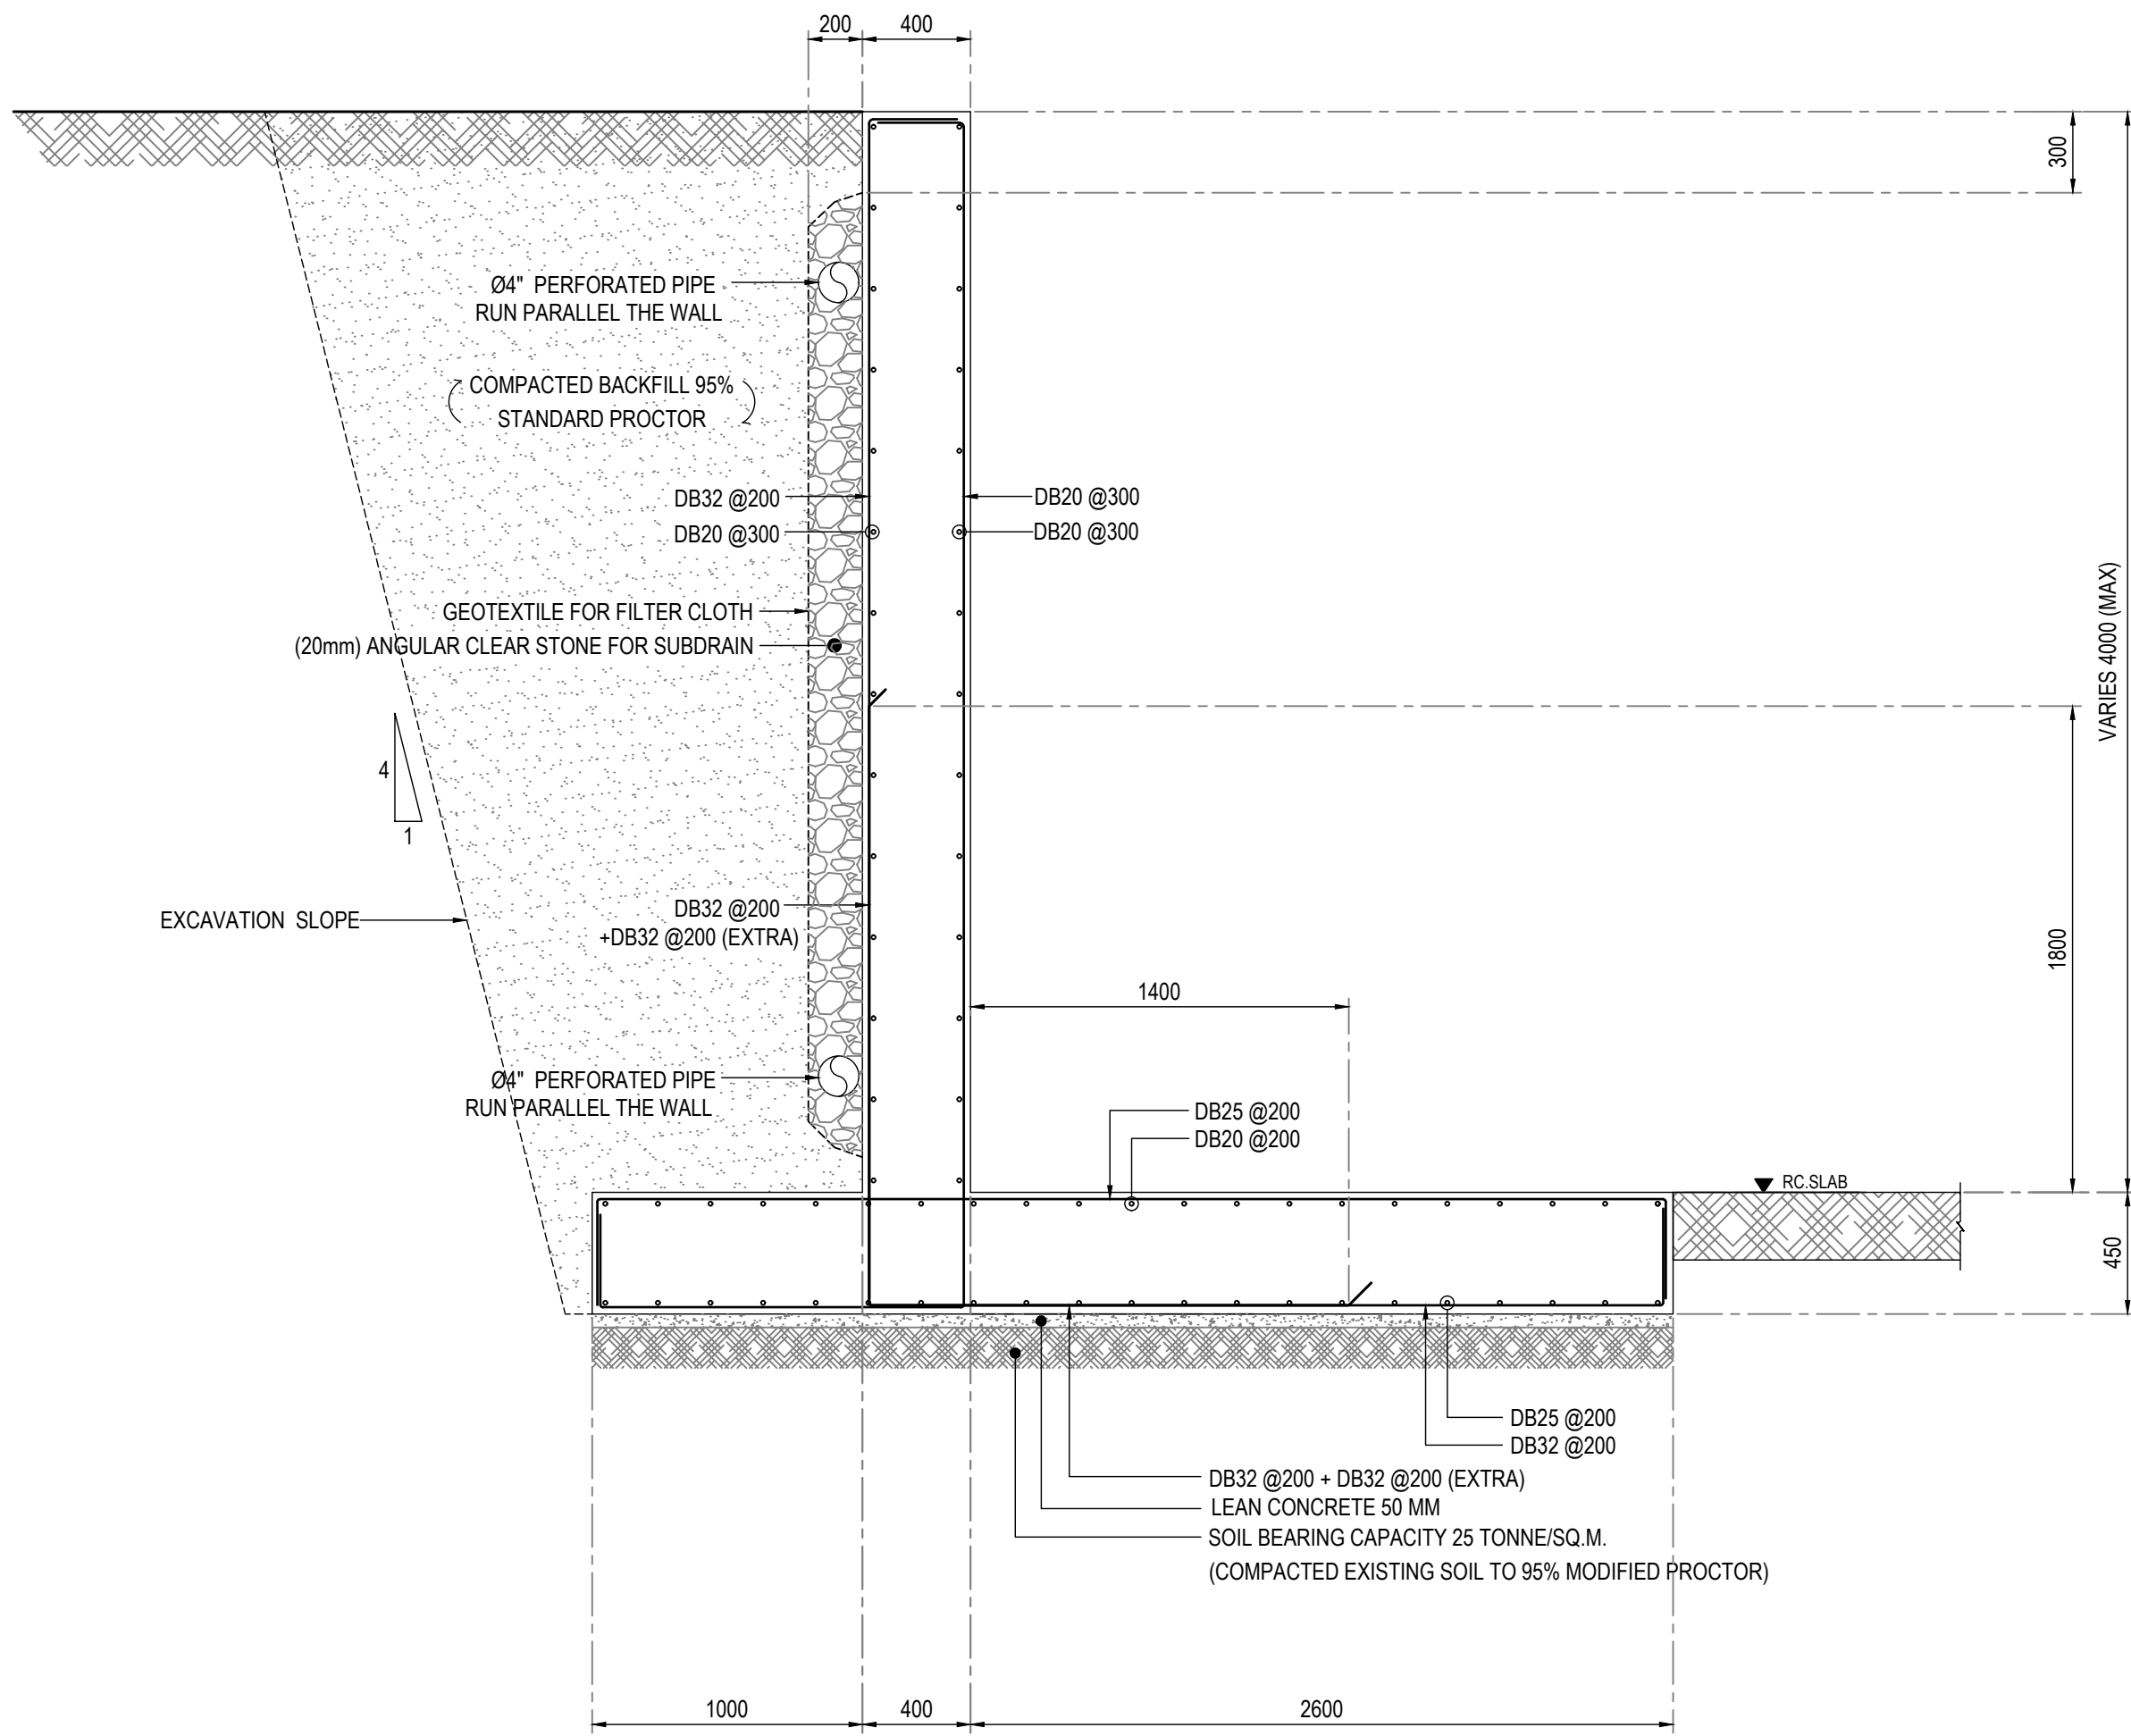 200
400
300
Ø4" PERFORATED PIPE
RUN PARALLEL THE WALL
COMPACTED BACKFILL 95%
STANDARD PROCTOR
DB32 @200
DB20 @300
DB20 @300
DB20 @300
VARIES 4000 (MAX)
GEOTEXTILE FOR FILTER CLOTH
(20mm) ANGULAR CLEAR STONE FOR SUBDRAIN
4
1
EXCAVATION SLOPE
DB32 @200
+DB32 @200 (EXTRA)
1800
1400
Ø4" PERFORATED PIPE
RUN PARALLEL THE WALL
DB25 @200
DB20 @200
RC.SLAB
450
DB25 @200
DB32 @200
DB32 @200 + DB32 @200 (EXTRA)
LEAN CONCRETE 50 MM
SOIL BEARING CAPACITY 25 TONNE/SQ.M.
(COMPACTED EXISTING SOIL TO 95% MODIFIED PROCTOR)
1000
400
2600